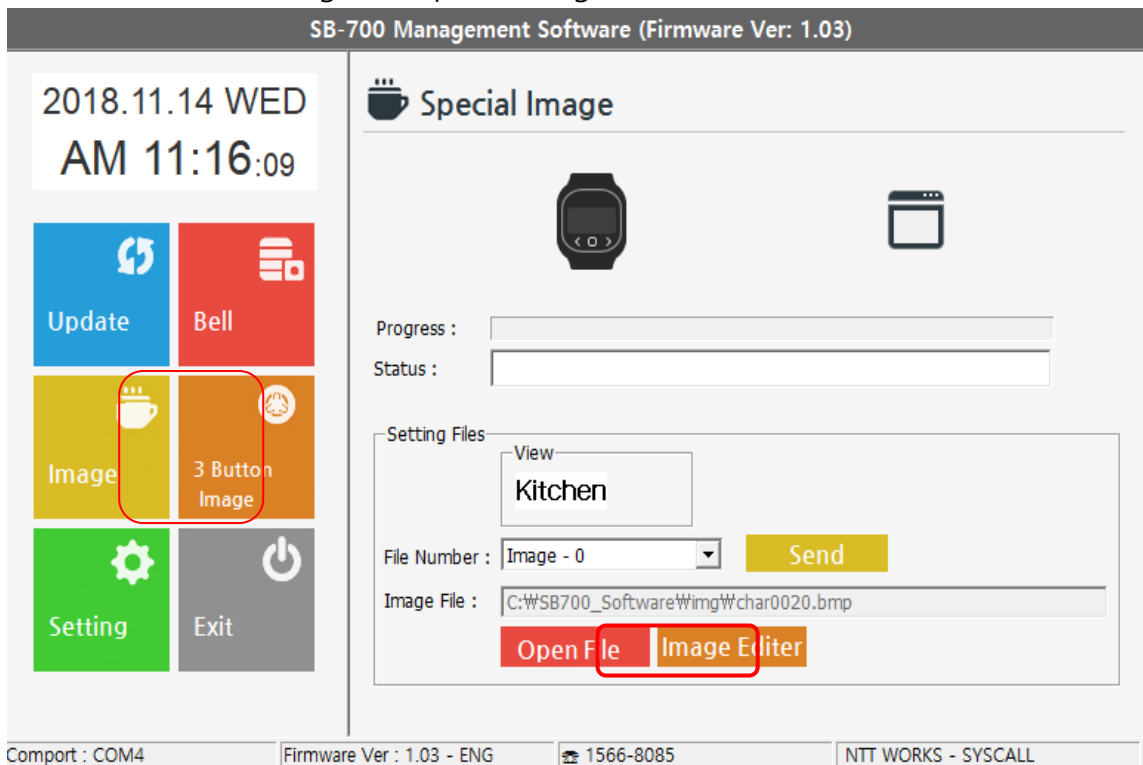 SB-700 Management Software (Firmware Ver: 1.03)
2018.11.14 WED
AM 11:16:09
Special Image
Update
Bell
Image
3 Button
Image
Setting
Exit
Progress :
Status :
Setting Files
View
Kitchen
File Number : Image - 0
Send
Image File : C:₩SB700_Software₩img₩char0020.bmp
Open File
Image Editer
Comport : COM4
Firmware Ver : 1.03 - ENG
☎ 1566-8085
NTT WORKS - SYSCALL